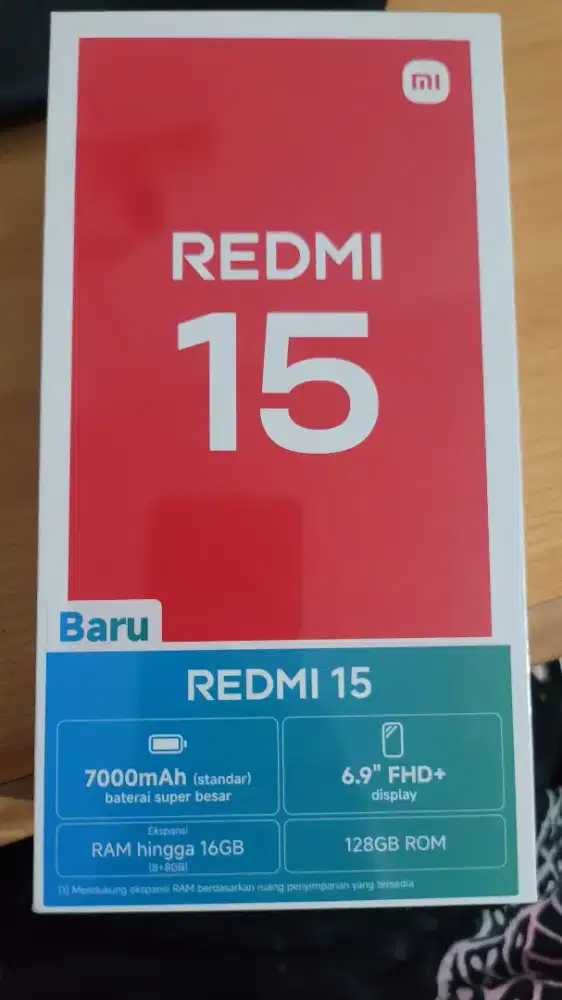 mi
REDMI
15
Baru
REDMI 15
7000mAh (standar)
baterai super besar
6.9" FHD+
display
Ekspansi
RAM hingga 16GB
(8+8GB)
128GB ROM
(1) Mendukung ekspansi RAM berdasarkan ruang penyimpanan yang tersedia